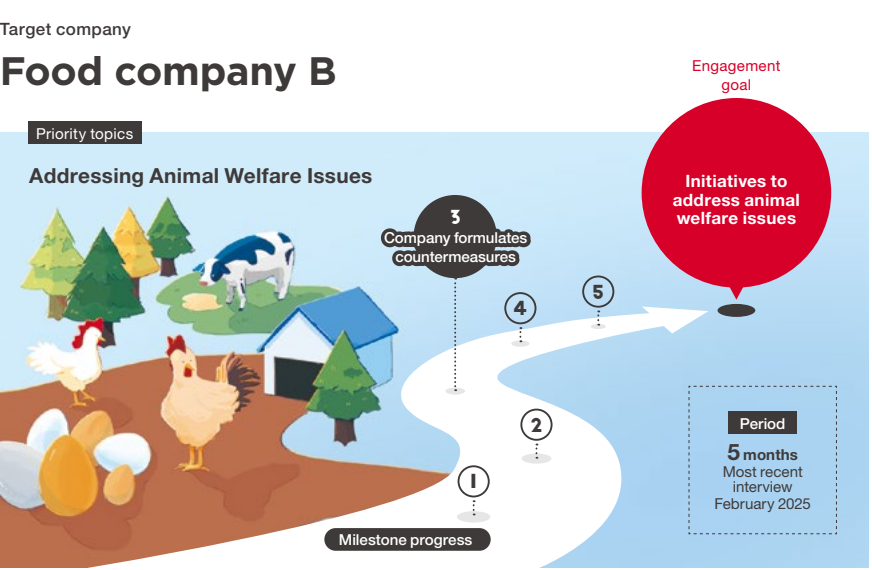 Target company
Food company B
Priority topics
Addressing Animal Welfare Issues
Engagement
goal
Initiatives to
address animal
welfare issues
3
Company formulates
countermeasures
4
5
2
1
Milestone progress
Period
5 months
Most recent
interview
February 2025